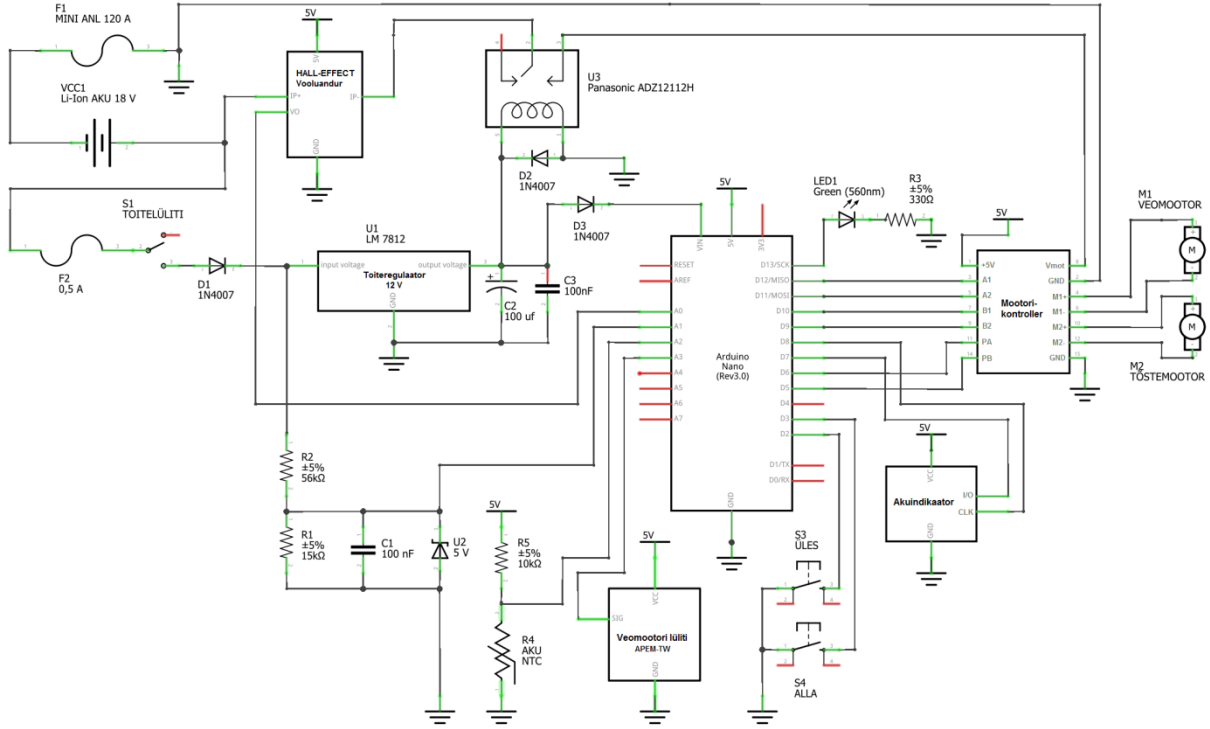 F1
MINI ANL 120 A
VCC1
Li-Ion AKU 18 V
S1
TOITELÜLITI
F2
0,5 A
D1
1N4007
5V
HALL-EFFECT
Vooluandur
5V
IP+
VO
IP-
GND
U3
Panasonic ADZ12112H
D2
1N4007
D3
1N4007
U1
LM 7812
input voltage
output voltage
Toiteregulaator
12 V
GND
C2
100 uf
C3
100nF
R2
±5%
56kΩ
R1
±5%
15kΩ
C1
100 nF
U2
5 V
5V
R5
±5%
10kΩ
R4
AKU
NTC
5V
VCC
SIG
Veomootori lüliti
APEM-TW
GND
5V
VIN
5V
3V3
RESET
AREF
A0
A1
A2
A3
A4
A5
A6
A7
Arduino
Nano
(Rev3.0)
D13/SCK
D12/MISO
D11/MOSI
D10
D9
D8
D7
D6
D5
D4
D3
D2
D1/TX
D0/RX
GND
LED1
Green (560nm)
R3
±5%
330Ω
5V
+5V
A1
A2
B1
B2
PA
PB
Mootori-
kontroller
Vmot
GND
M1+
M1-
M2+
M2-
GND
M1
VEOMOOTOR
M
M
M2
TÕSTEMOOTOR
5V
VCC
Akuindikaator
I/O
CLK
GND
S3
ÜLES
S4
ALLA